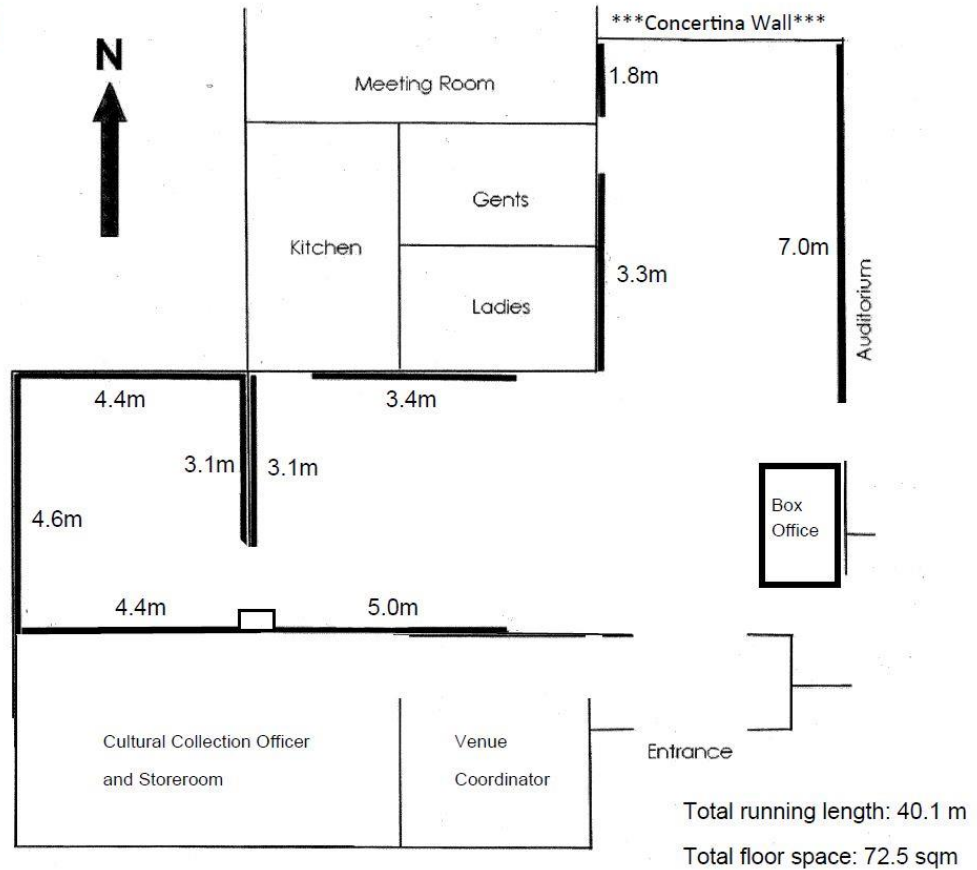 ***Concertina Wall***
N
Meeting Room
1.8m
Gents
Kitchen
7.0m
3.3m
Ladies
Auditorium
4.4m
3.4m
3.1m
3.1m
4.6m
Box
Office
4.4m
5.0m
Cultural Collection Officer
and Storeroom
Venue
Coordinator
Entrance
Total running length: 40.1 m
Total floor space: 72.5 sqm